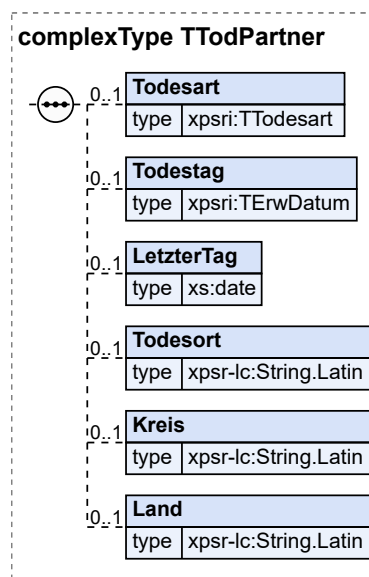 complexType TTodPartner
0..1 Todesart
type xpsri:TTodesart
0..1 Todestag
type xpsri:TErwDatum
0..1 LetzterTag
type xs:date
0..1 Todesort
type xpsr-lc:String.Latin
0..1 Kreis
type xpsr-lc:String.Latin
0..1 Land
type xpsr-lc:String.Latin